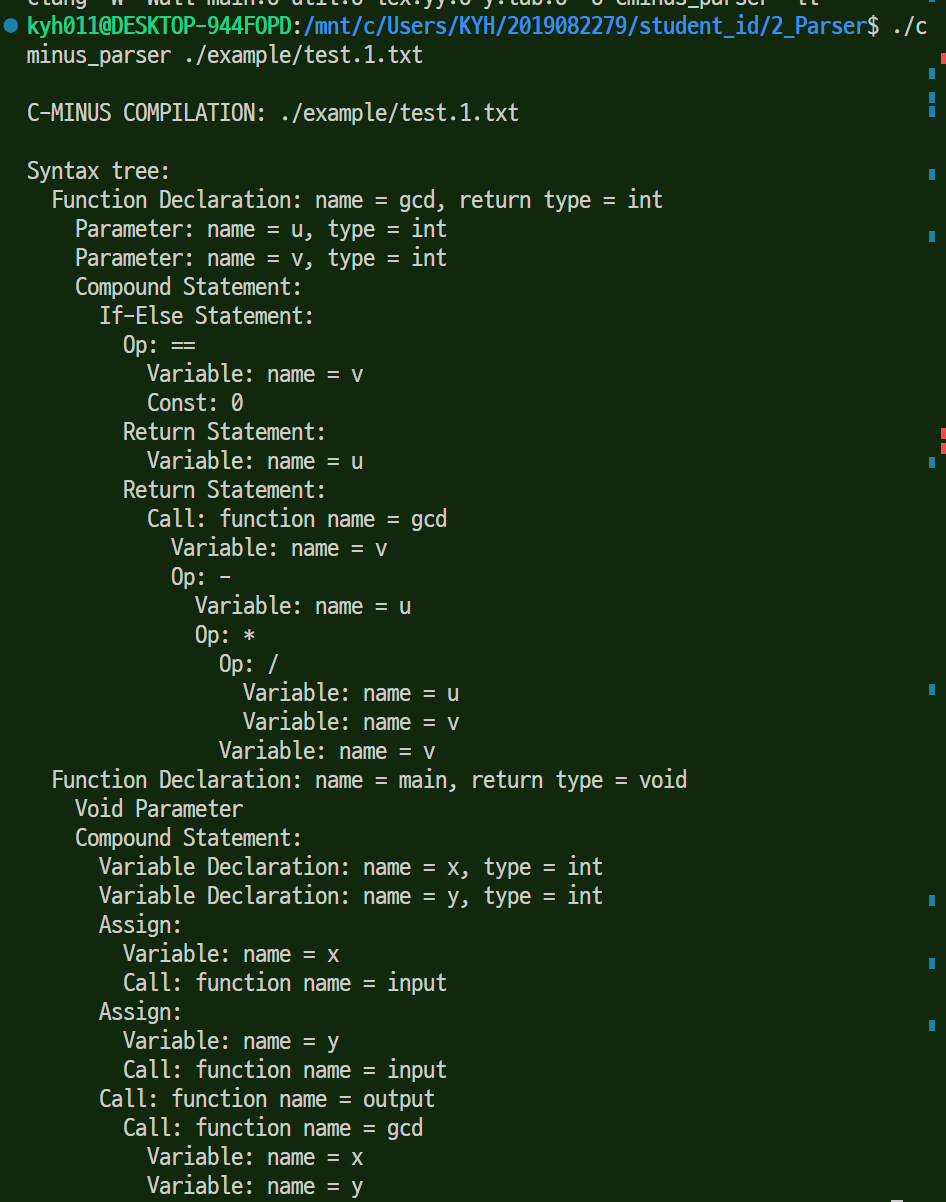 kyh011@DESKTOP-944FOPD:/mnt/c/Users/KYH/2019082279/student_id/2_Parser$ ./c
minus_parser ./example/test.1.txt
C-MINUS COMPILATION: ./example/test.1.txt
Syntax tree:
  Function Declaration: name = gcd, return type = int
    Parameter: name = u, type = int
    Parameter: name = v, type = int
    Compound Statement:
      If-Else Statement:
        Op: ==
          Variable: name = v
          Const: 0
        Return Statement:
          Variable: name = u
        Return Statement:
          Call: function name = gcd
            Variable: name = v
            Op: -
              Variable: name = u
              Op: *
                Op: /
                  Variable: name = u
                  Variable: name = v
                Variable: name = v
  Function Declaration: name = main, return type = void
    Void Parameter
    Compound Statement:
      Variable Declaration: name = x, type = int
      Variable Declaration: name = y, type = int
      Assign:
        Variable: name = x
        Call: function name = input
      Assign:
        Variable: name = y
        Call: function name = input
      Call: function name = output
        Call: function name = gcd
          Variable: name = x
          Variable: name = y